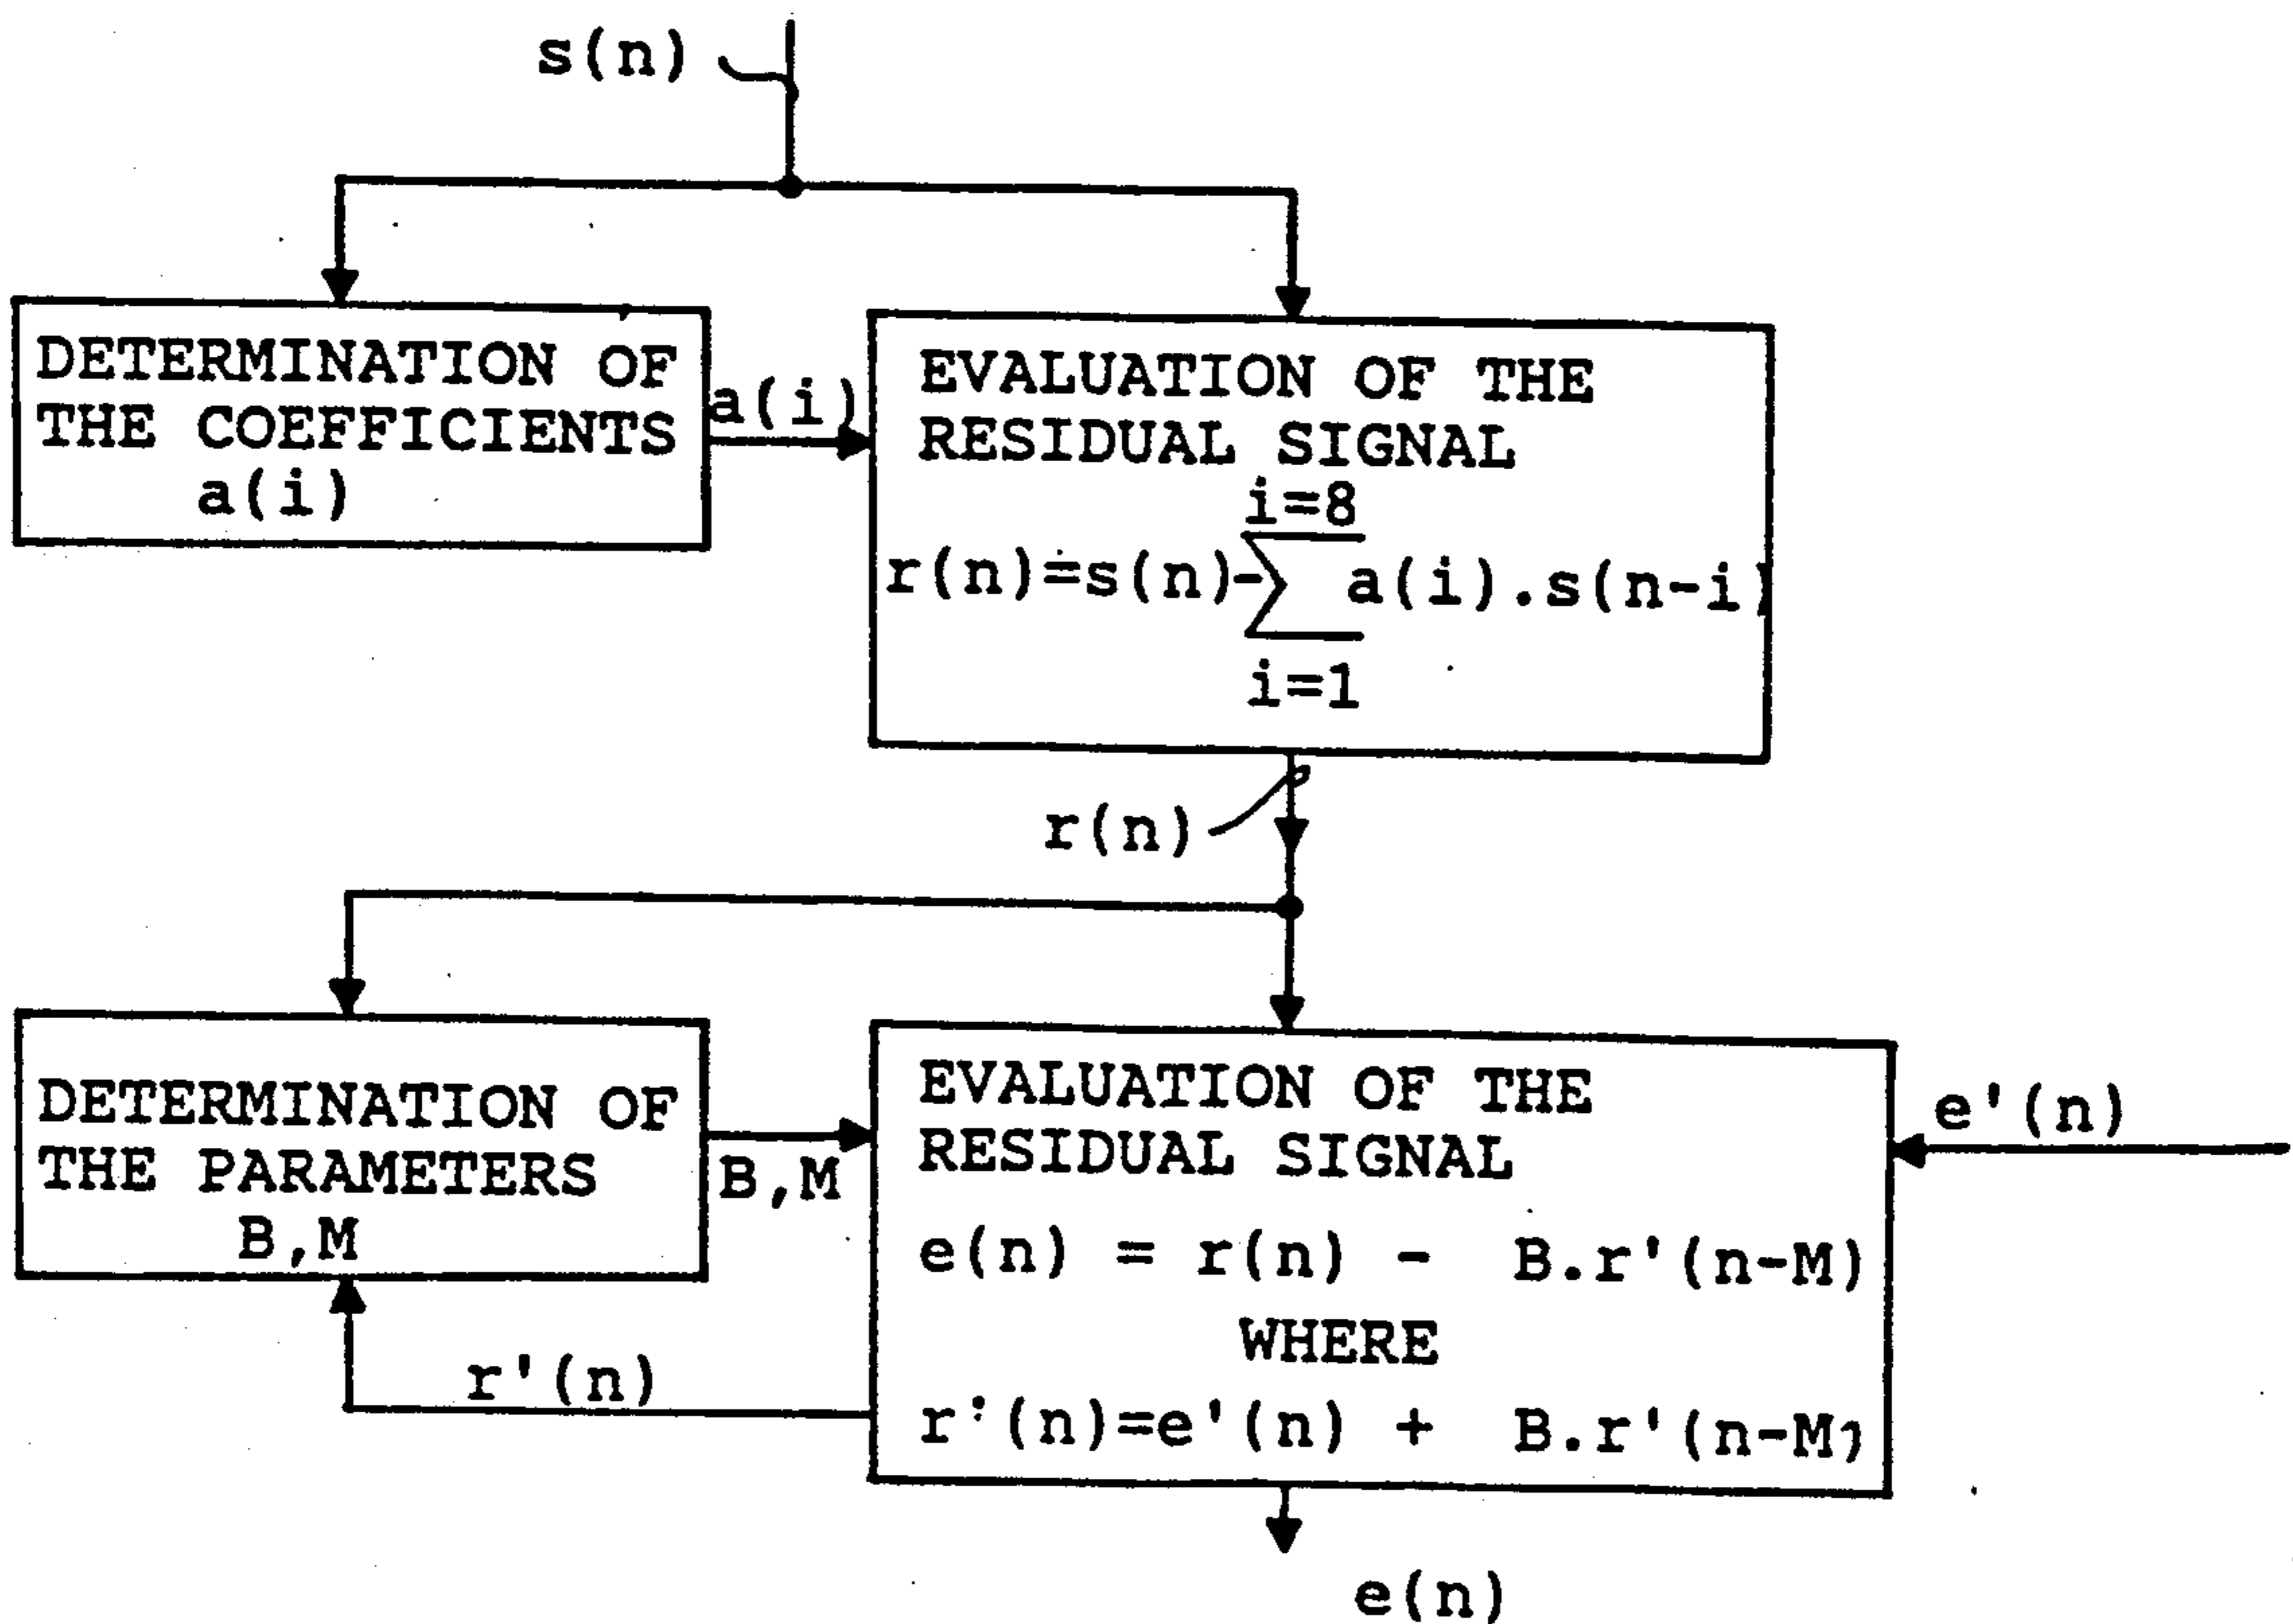 s(n)
DETERMINATION OF
THE COEFFICIENTS
a(i)
a(i)
EVALUATION OF THE
RESIDUAL SIGNAL
i=8
r(n)=s(n)-∑ a(i).s(n-i)
i=1
r(n)
DETERMINATION OF
THE PARAMETERS
B,M
B,M
EVALUATION OF THE
RESIDUAL SIGNAL
e(n) = r(n) - B.r'(n-M)
WHERE
r'(n)=e'(n) + B.r'(n-M)
e'(n)
r'(n)
e(n)